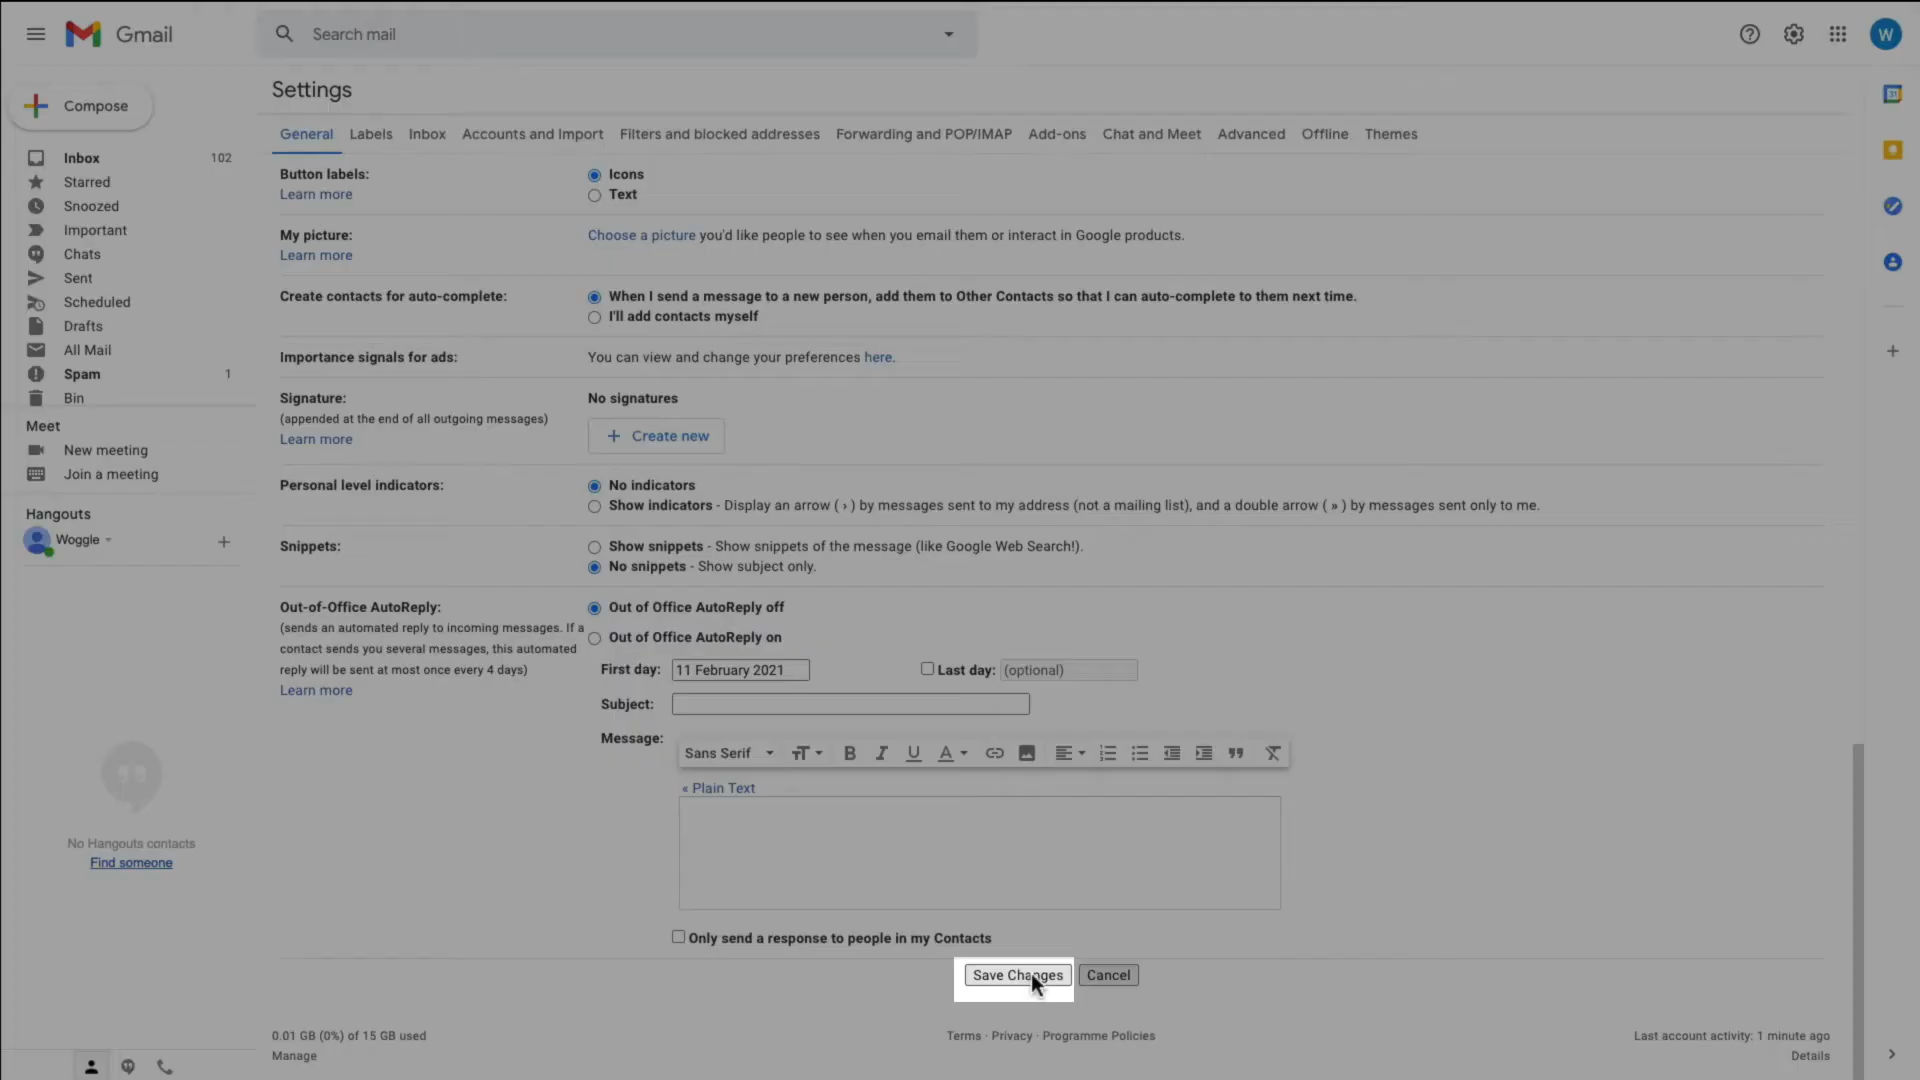 Gmail
Search mail
W
Compose
Inbox 102
Starred
Snoozed
Important
Chats
Sent
Scheduled
Drafts
All Mail
Spam 1
Bin
Meet
New meeting
Join a meeting
Hangouts
Woggle
No Hangouts contacts
Find someone
Settings
General Labels Inbox Accounts and Import Filters and blocked addresses Forwarding and POP/IMAP Add-ons Chat and Meet Advanced Offline Themes
Button labels:
Learn more
Icons
Text
My picture:
Learn more
Choose a picture you'd like people to see when you email them or interact in Google products.
Create contacts for auto-complete:
When I send a message to a new person, add them to Other Contacts so that I can auto-complete to them next time.
I'll add contacts myself
Importance signals for ads:
You can view and change your preferences here.
Signature:
(appended at the end of all outgoing messages)
Learn more
No signatures
+ Create new
Personal level indicators:
No indicators
Show indicators - Display an arrow ( › ) by messages sent to my address (not a mailing list), and a double arrow ( » ) by messages sent only to me.
Snippets:
Show snippets - Show snippets of the message (like Google Web Search!).
No snippets - Show subject only.
Out-of-Office AutoReply:
(sends an automated reply to incoming messages. If a
contact sends you several messages, this automated
reply will be sent at most once every 4 days)
Learn more
Out of Office AutoReply off
Out of Office AutoReply on
First day: 11 February 2021 Last day: (optional)
Subject:
Message:
Sans Serif
« Plain Text
Only send a response to people in my Contacts
Save Changes Cancel
0.01 GB (0%) of 15 GB used
Manage
Terms · Privacy · Programme Policies
Last account activity: 1 minute ago
Details
31